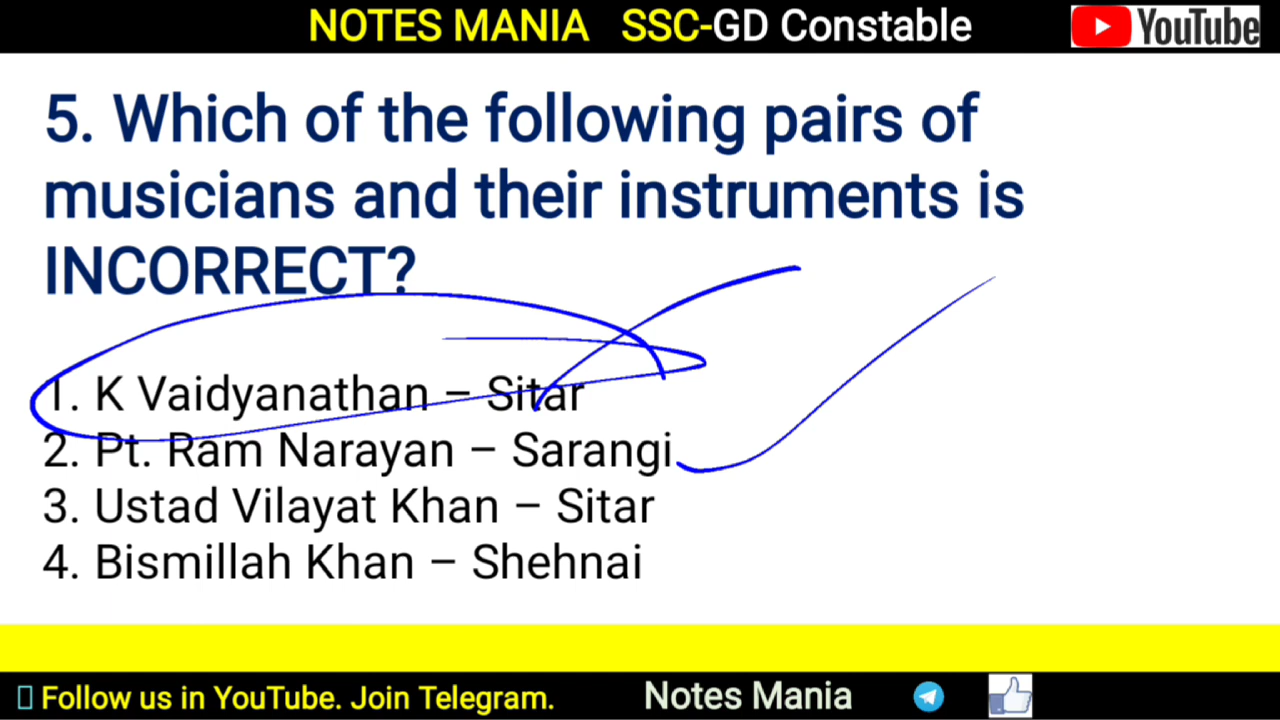 NOTES MANIA SSC-GD Constable YouTube
5. Which of the following pairs of
musicians and their instruments is
INCORRECT?
1. K Vaidyanathan – Sitar
2. Pt. Ram Narayan – Sarangi
3. Ustad Vilayat Khan – Sitar
4. Bismillah Khan – Shehnai
Follow us in YouTube. Join Telegram. Notes Mania